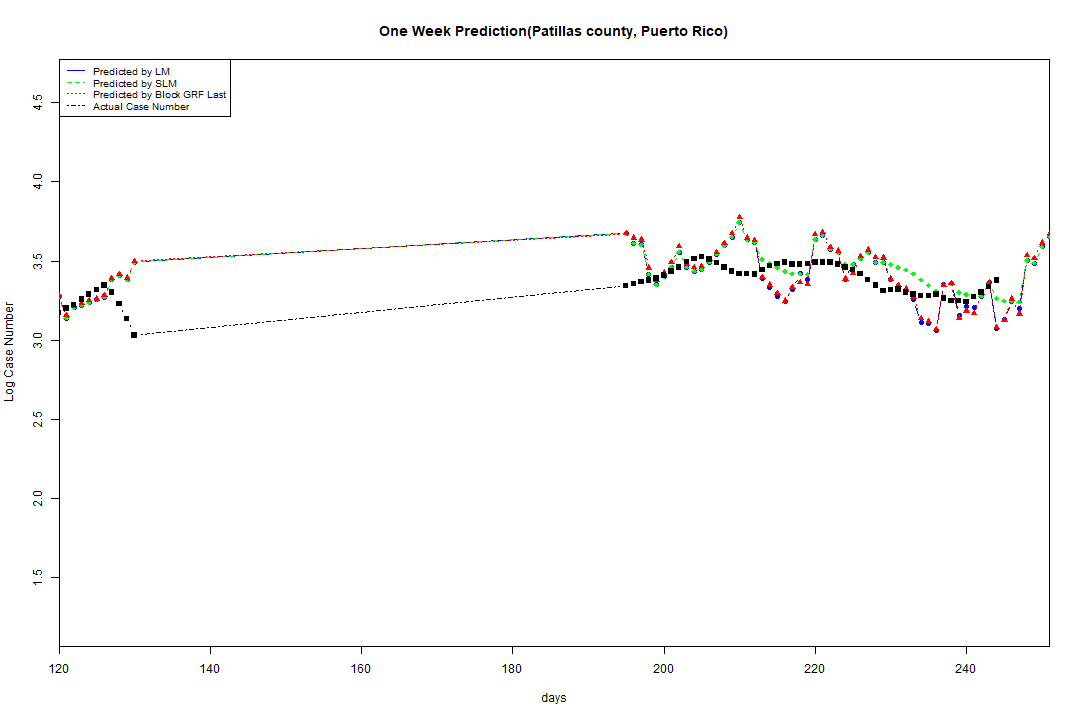 One Week Prediction(Patillas county, Puerto Rico)
Predicted by LM
Predicted by SLM
Predicted by Block GRF Last
Actual Case Number
4.5
4.0
3.5
3.0
2.5
2.0
1.5
Log Case Number
120 140 160 180 200 220 240
days